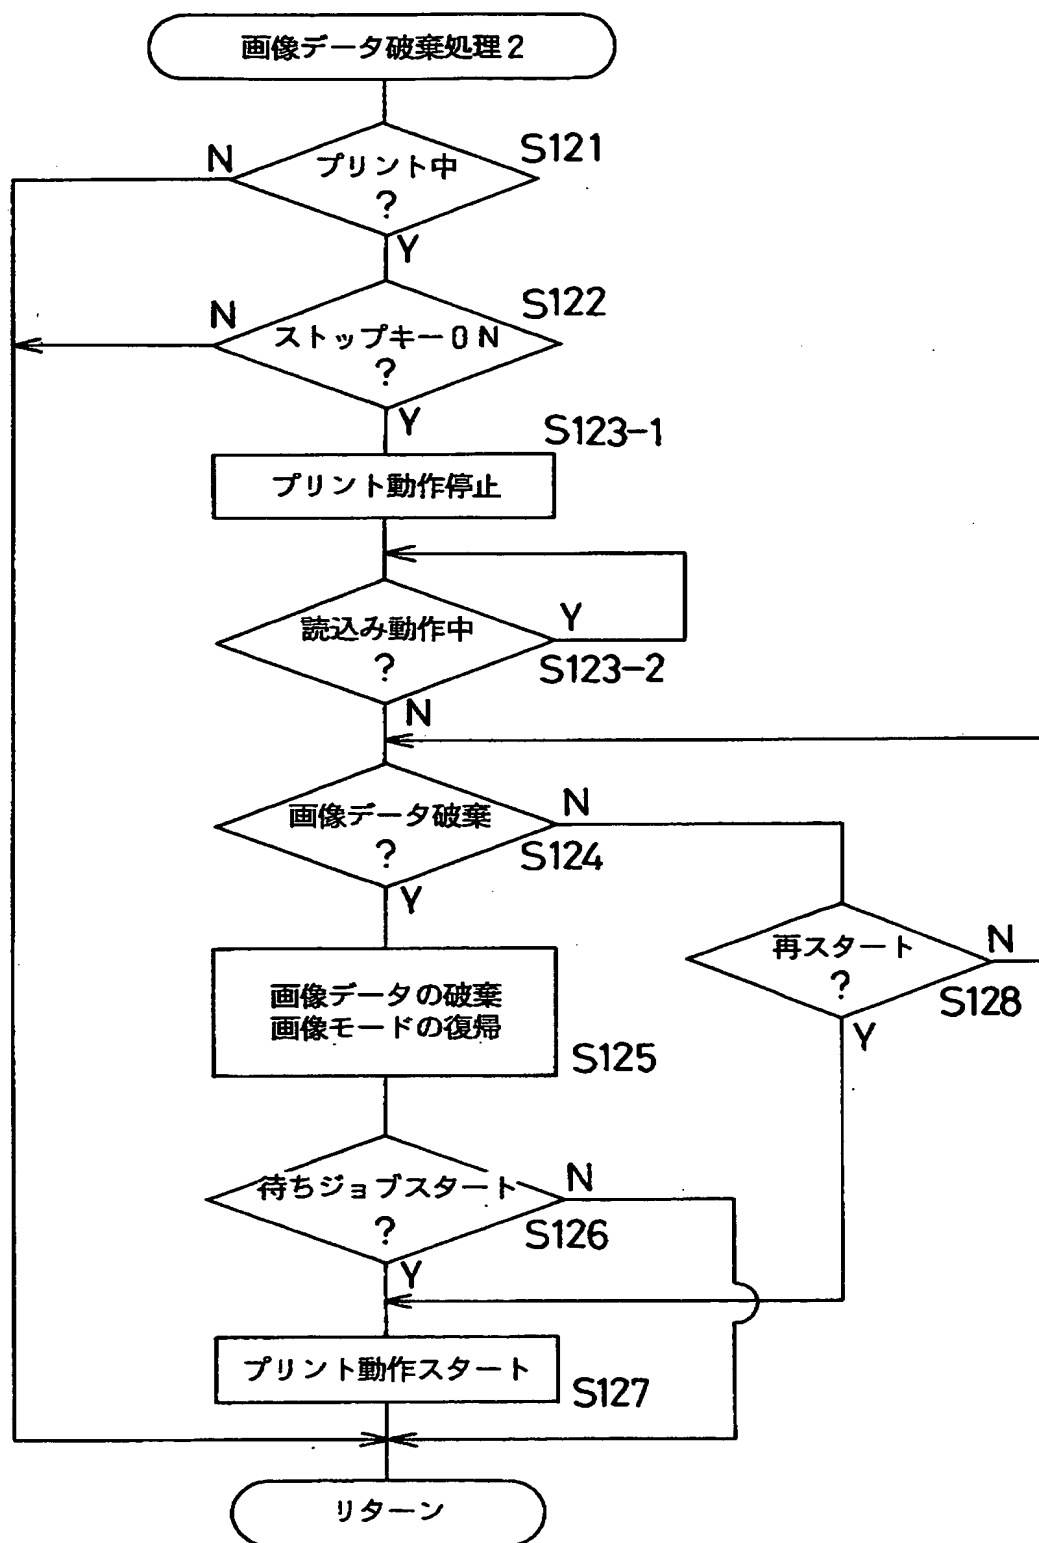 画像データ破棄処理2
プリント中
?
S121
N
Y
ストップキーON
?
S122
N
Y
S123-1
プリント動作停止
読込み動作中
?
Y
S123-2
N
画像データ破棄
?
N
S124
Y
再スタート
?
N
S128
Y
画像データの破棄
画像モードの復帰
S125
待ちジョブスタート
?
N
S126
Y
プリント動作スタート
S127
リターン